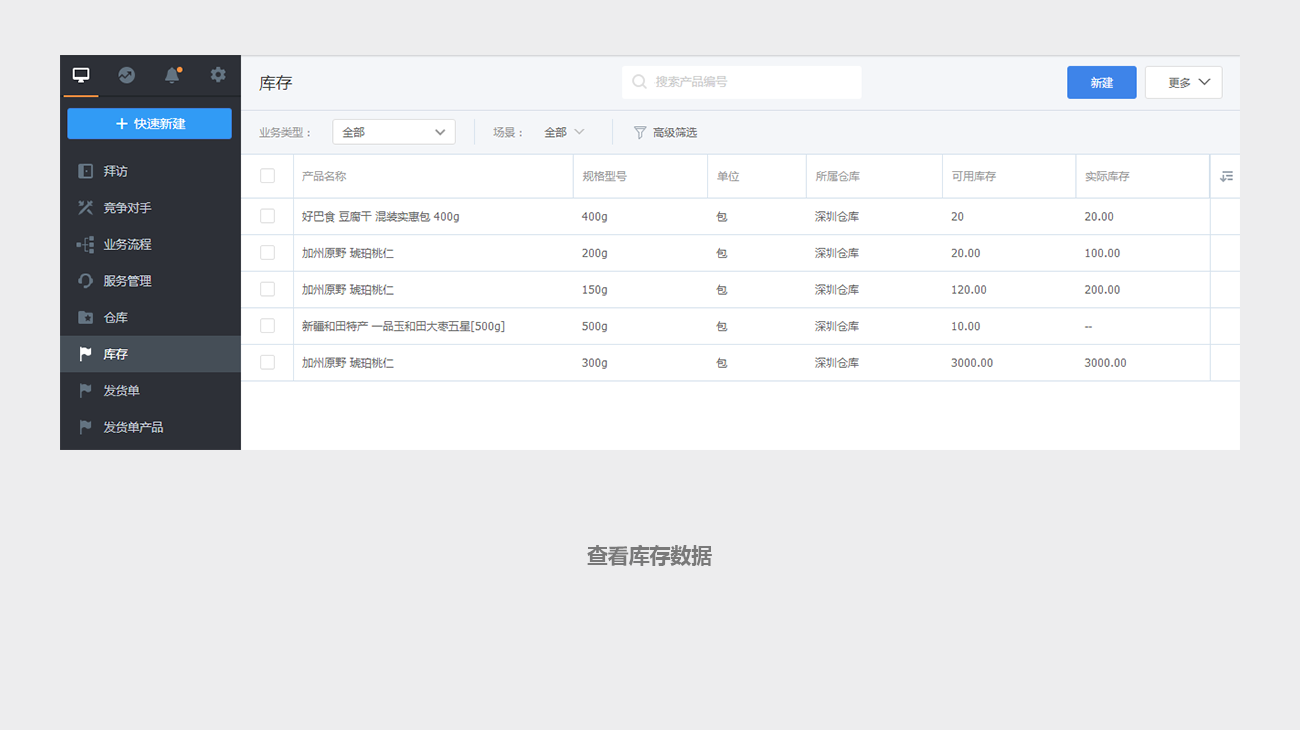 库存
搜索产品编号
新建
更多
快速新建
业务类型：
全部
场景：
全部
高级筛选
拜访
竞争对手
业务流程
服务管理
仓库
库存
发货单
发货单产品
产品名称 规格型号 单位 所属仓库 可用库存 实际库存
好巴食 豆腐干 混装实惠包 400g 400g 包 深圳仓库 20 20.00
加州原野 琥珀桃仁 200g 包 深圳仓库 20.00 100.00
加州原野 琥珀桃仁 150g 包 深圳仓库 120.00 200.00
新疆和田特产 一品玉和田大枣五星[500g] 500g 包 深圳仓库 10.00 --
加州原野 琥珀桃仁 300g 包 深圳仓库 3000.00 3000.00
查看库存数据